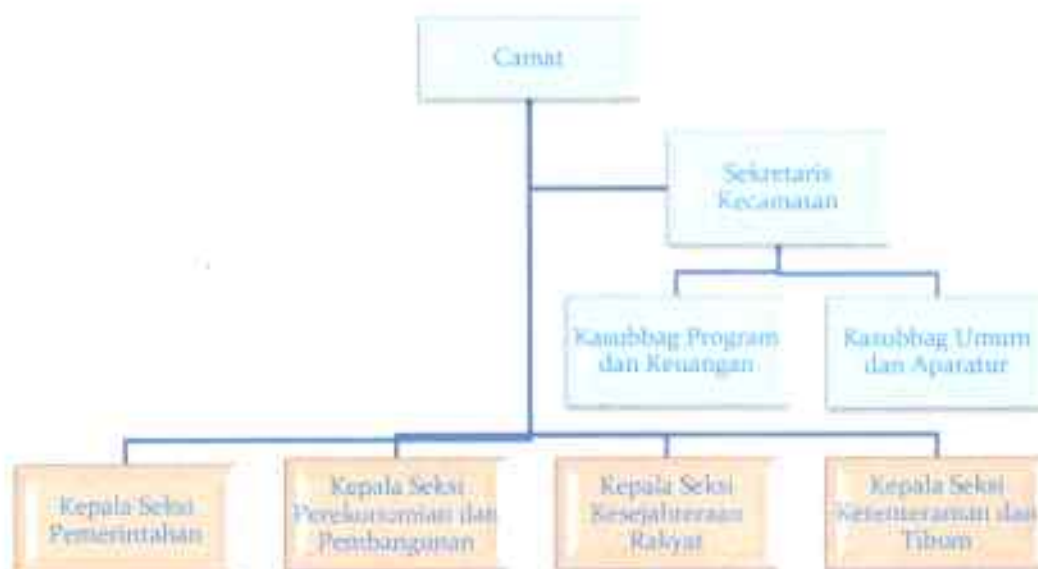 Camat
Sekretaris
Kecamatan
Kasubbag Program
dan Keuangan
Kasubbag Umum
dan Aparatur
Kepala Seksi
Pemerintahan
Kepala Seksi
Perekonomian dan
Pembangunan
Kepala Seksi
Kesejahteraan
Rakyat
Kepala Seksi
Ketenteraman dan
Tibum